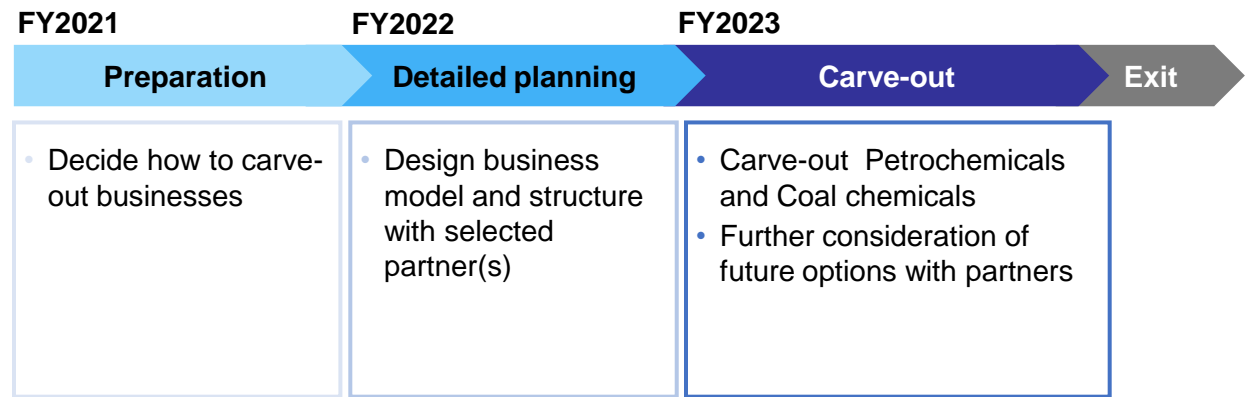 FY2021 FY2022 FY2023
Preparation Detailed planning Carve-out Exit
• Decide how to carve-
out businesses
• Design business
model and structure
with selected
partner(s)
• Carve-out Petrochemicals
and Coal chemicals
• Further consideration of
future options with partners